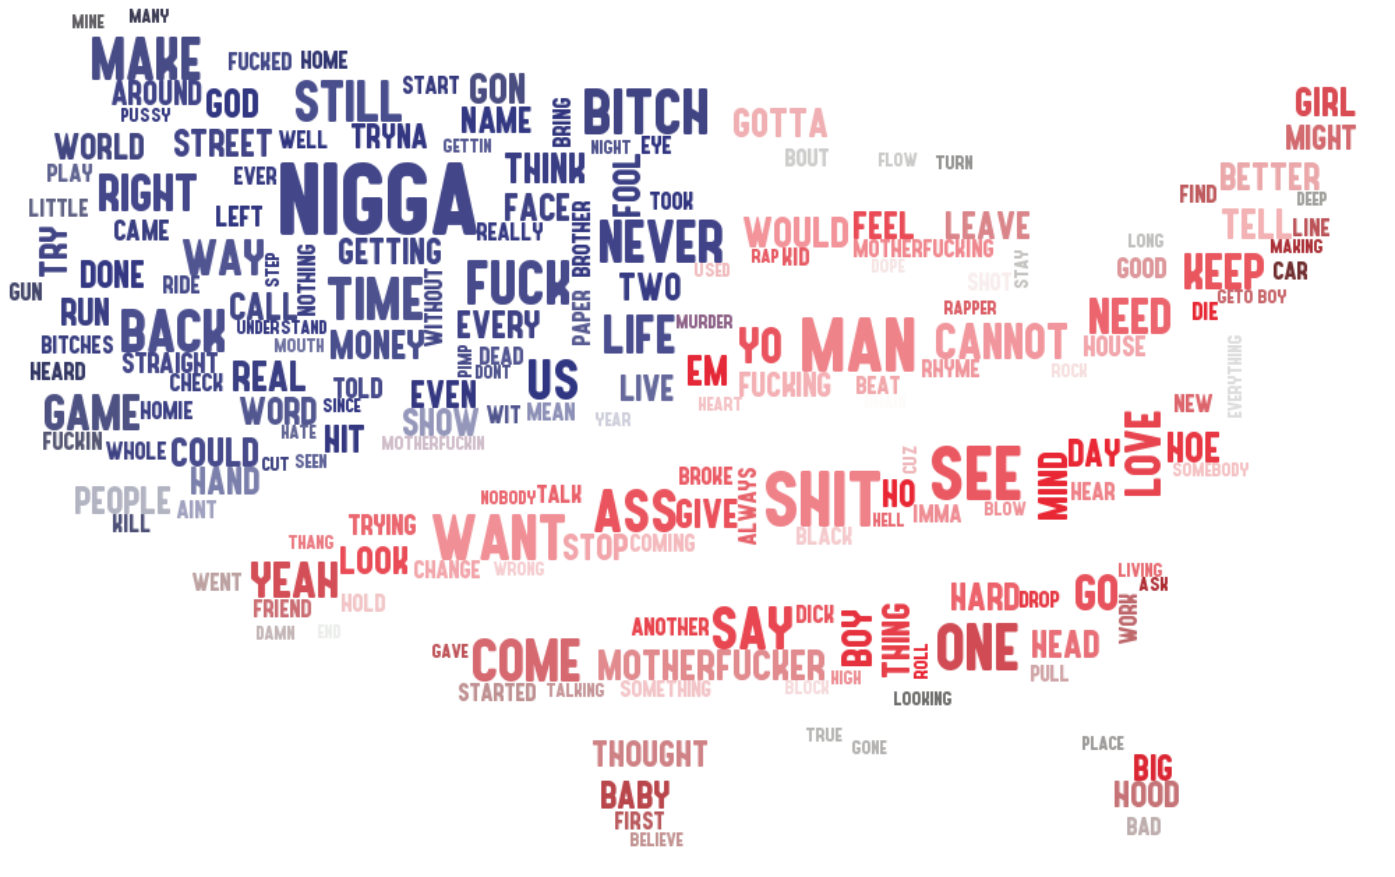 MINE
MANY
MAKE
FUCKED
HOME
AROUND
GOD
STILL
START
GON
BITCH
GIRL
PUSSY
NAME
BRING
GOTTA
MIGHT
WORLD
STREET
WELL
TRYNA
GETTIN
NIGHT
EYE
BOUT
FLOW
TURN
PLAY
RIGHT
EVER
NIGGA
THINK
FOOL
BETTER
FIND
DEEP
LITTLE
LEFT
FACE
TOOK
CAME
REALLY
BROTHER
NEVER
WOULD
FEEL
LEAVE
TELL
LINE
TRY
WAY
GETTING
MOTHERFUCKING
LONG
MAKING
DONE
STEP
NOTHING
RAP
KID
USED
DOPE
STAY
GOOD
KEEP
CAR
GUN
RIDE
TIME
WITHOUT
FUCK
TWO
SHOT
GETO BOY
RUN
CALL
PAPER
RAPPER
NEED
DIE
BACK
UNDERSTAND
EVERY
LIFE
MURDER
YO
MAN
CANNOT
HOUSE
BITCHES
MOUTH
MONEY
STRAIGHT
PIMP
DEAD
EM
RHYME
ROCK
EVERYTHING
HEARD
CHECK
REAL
DONT
US
LIVE
FUCKING
BEAT
TOLD
EVEN
HEART
GAME
HOMIE
WORD
SINCE
SHOW
WIT
MEAN
YEAR
NEW
FUCKIN
HATE
HIT
MOTHERFUCKIN
LOVE
WHOLE
COULD
CUT
SEEN
CUZ
SEE
DAY
HOE
HAND
BROKE
ALWAYS
SHIT
MIND
SOMEBODY
PEOPLE
AINT
NOBODY
TALK
ASS
GIVE
HO
HEAR
KILL
TRYING
WANT
HELL
IMMA
BLOW
THANG
LOOK
STOP
COMING
BLACK
WENT
YEAH
CHANGE
WRONG
LIVING
FRIEND
HOLD
HARD
DROP
GO
ASK
DAMN
END
ANOTHER
SAY
DICK
BOY
THING
WORK
GAVE
COME
MOTHERFUCKER
ROLL
ONE
HEAD
STARTED
TALKING
SOMETHING
BLOCK
HIGH
PULL
LOOKING
THOUGHT
TRUE
GONE
PLACE
BABY
BIG
FIRST
HOOD
BELIEVE
BAD